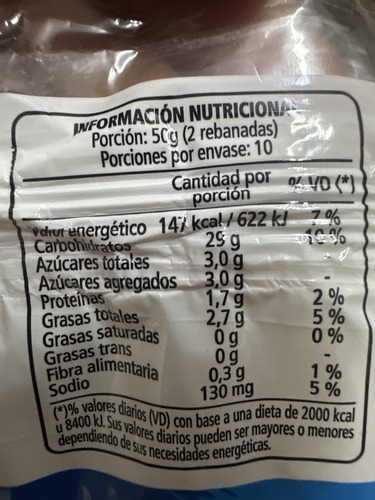 INFORMACIÓN NUTRICIONAL
Porción: 50g (2 rebanadas)
Porciones por envase: 10
Cantidad por porción % VD (*)
Valor energético 147 kcal / 622 kJ 7 %
Carbohidratos 29 g 10 %
Azúcares totales 3,0 g -
Azúcares agregados 3,0 g -
Proteínas 1,7 g 2 %
Grasas totales 2,7 g 5 %
Grasas saturadas 0 g 0 %
Grasas trans 0 g -
Fibra alimentaria 0,3 g 1 %
Sodio 130 mg 5 %
(*)% valores diarios (VD) con base a una dieta de 2000 kcal
u 8400 kJ. Sus valores diarios pueden ser mayores o menores
dependiendo de sus necesidades energéticas.